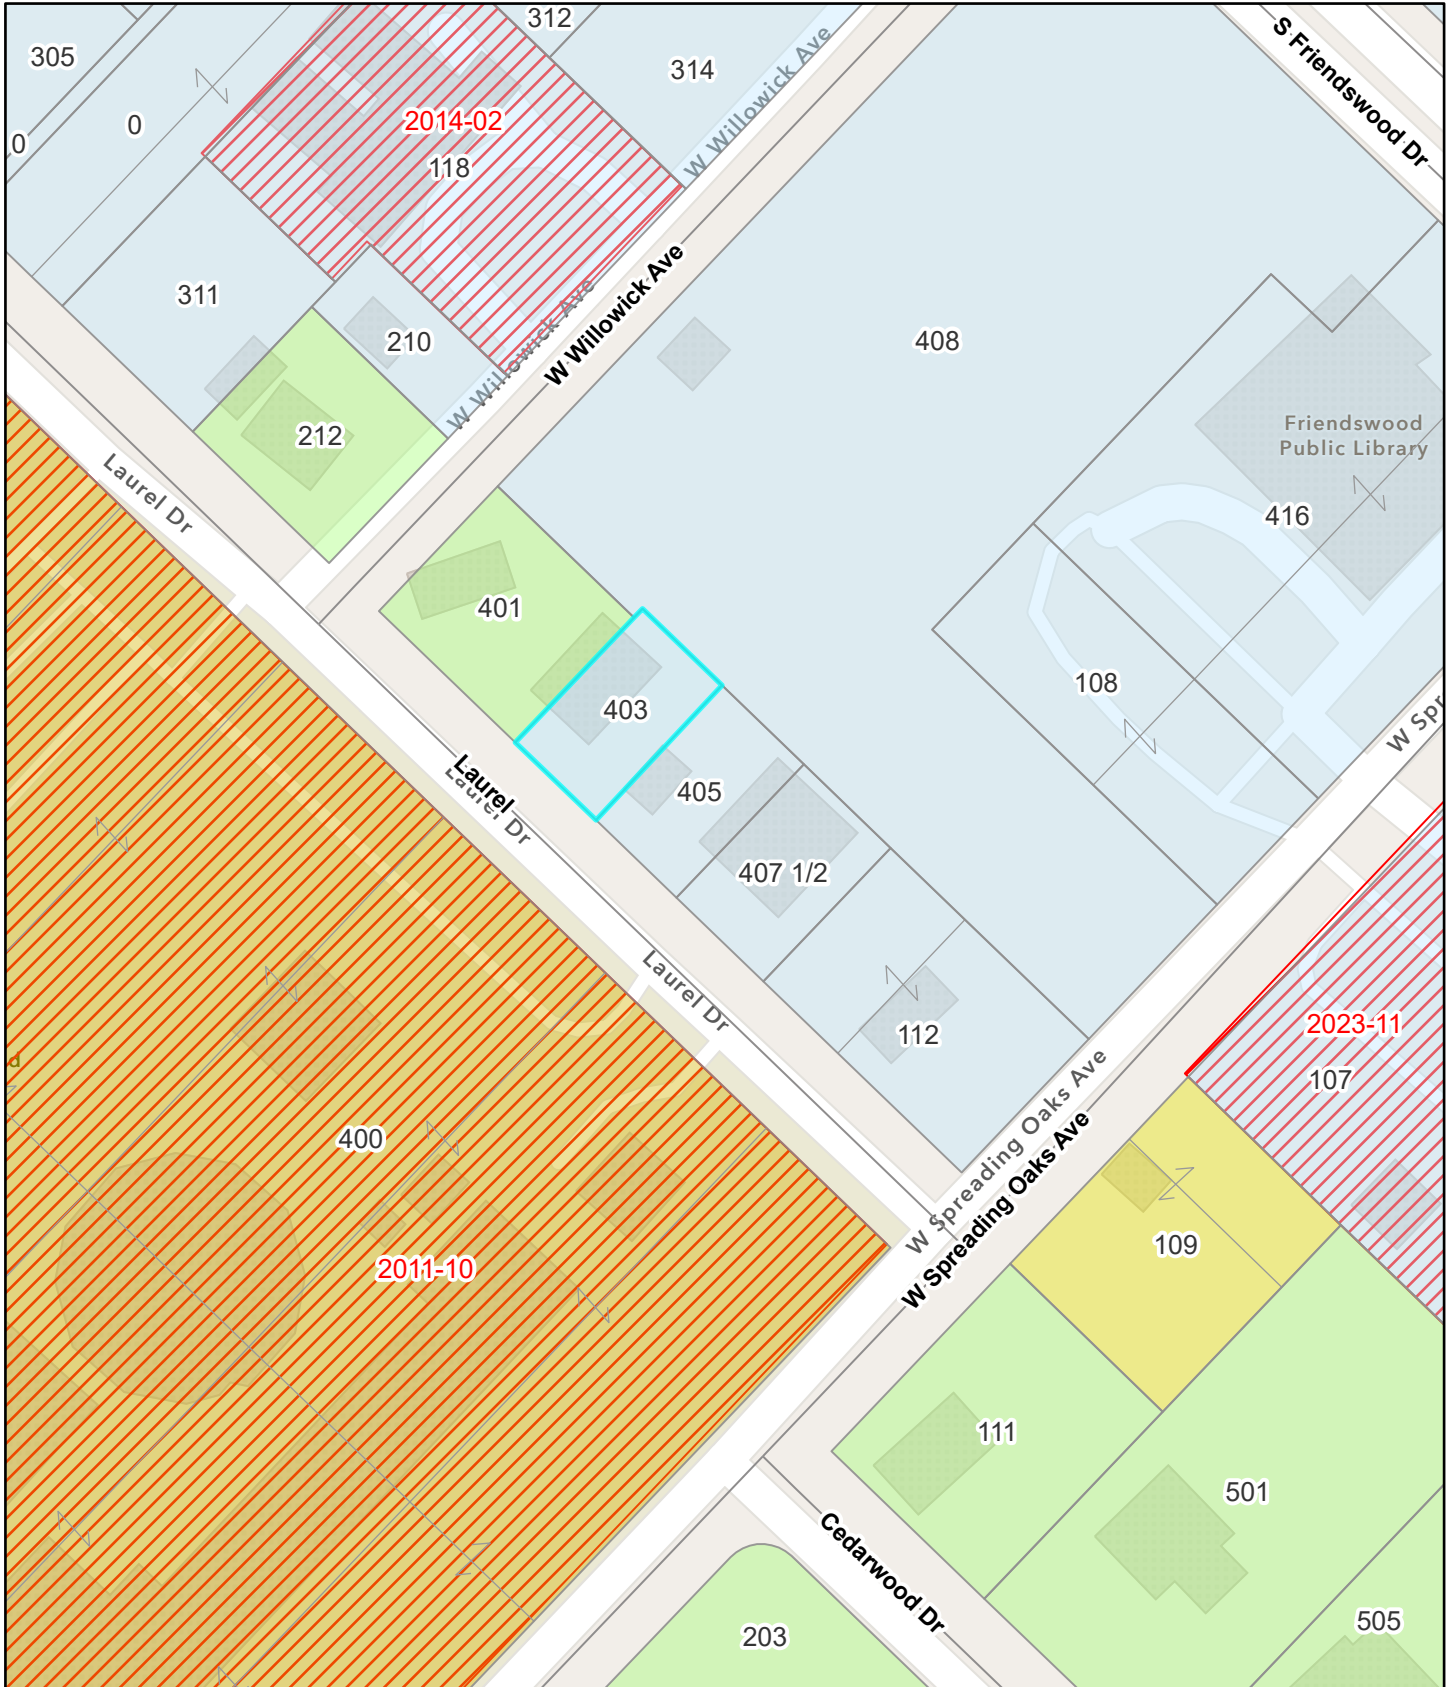 312
305
314
S Friendswood Dr
W Willowick Ave
2014-02
0
0
118
W Willowick Ave
W Willowick Ave
311
210
408
Friendswood
Public Library
212
Laurel Dr
416
401
108
403
W Spr
Laurel
Laurel Dr
405
407 1/2
Laurel Dr
112
2023-11
d
107
W Spreading Oaks Ave
W Spreading Oaks Ave
400
109
2011-10
111
501
Cedarwood Dr
203
505